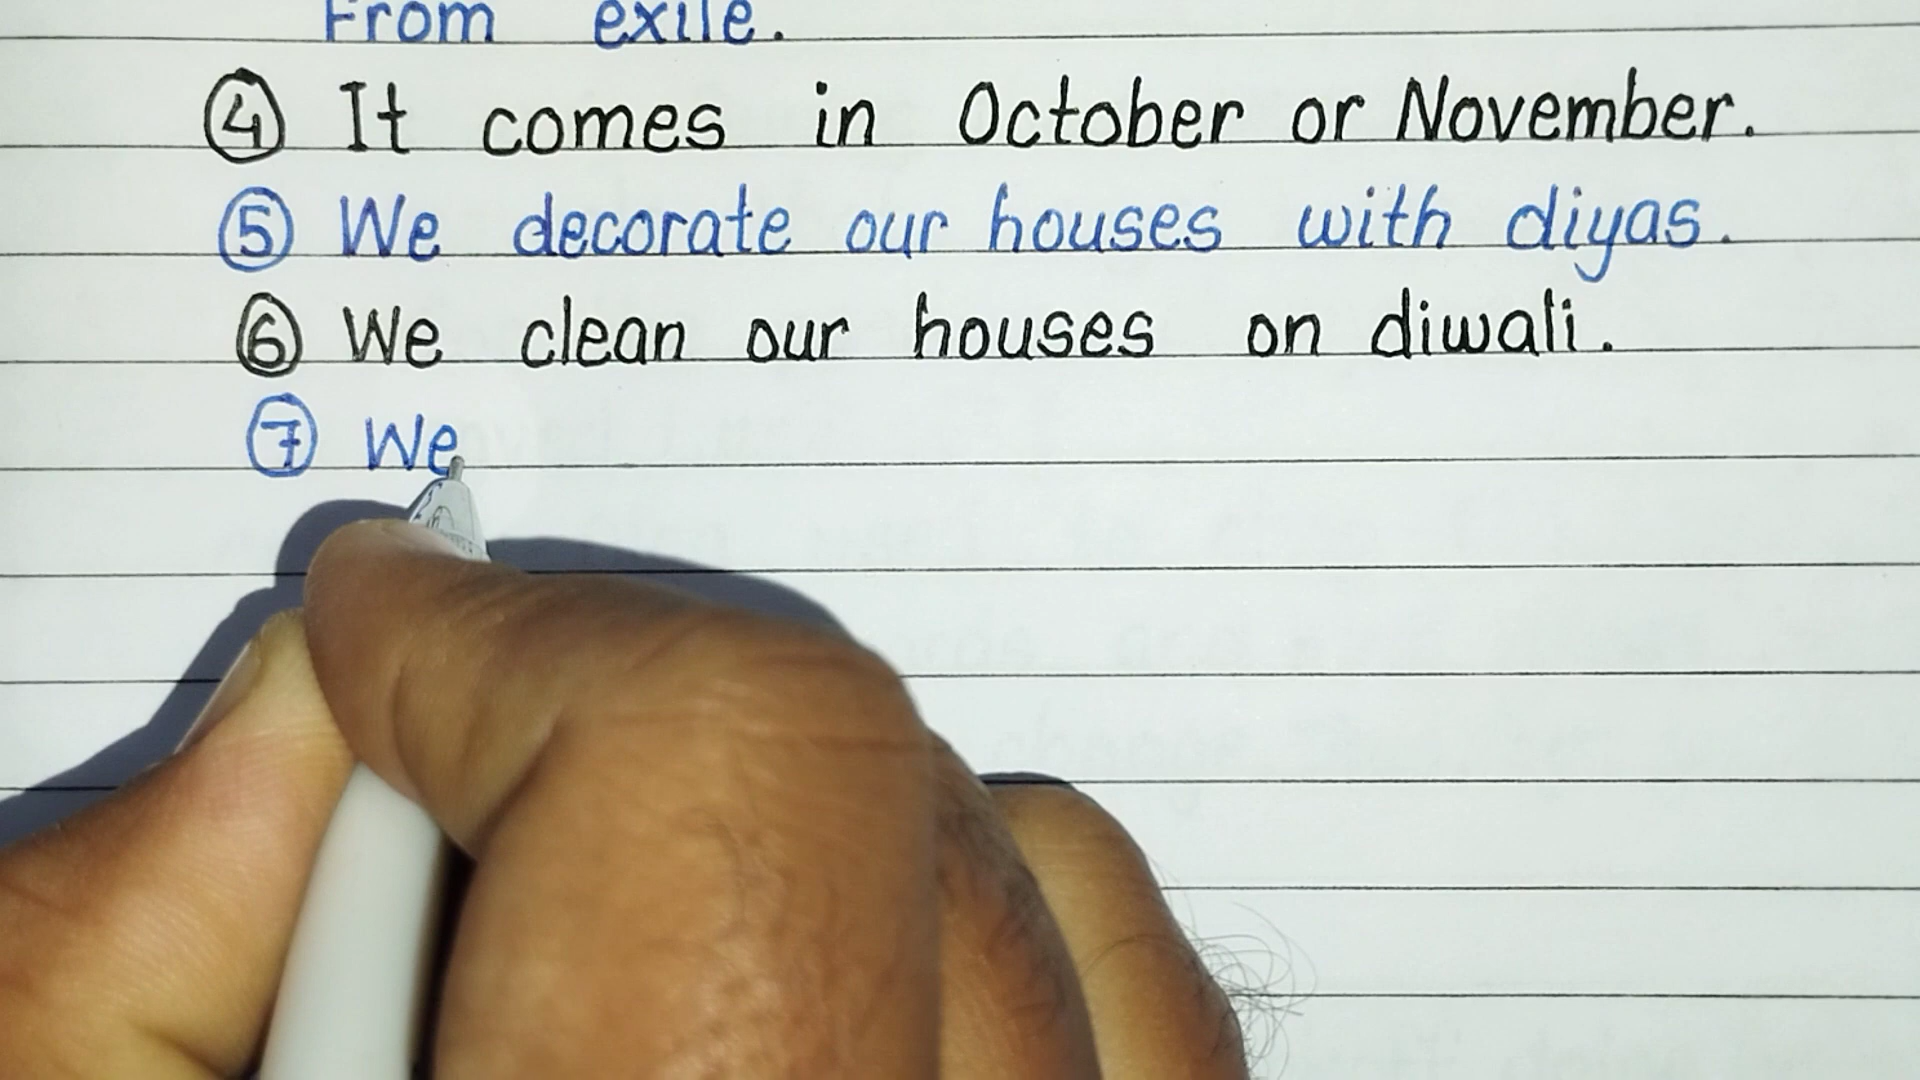 From exile.
④ It comes in October or November.
⑤ We decorate our houses with diyas.
⑥ We clean our houses on diwali.
⑦ We